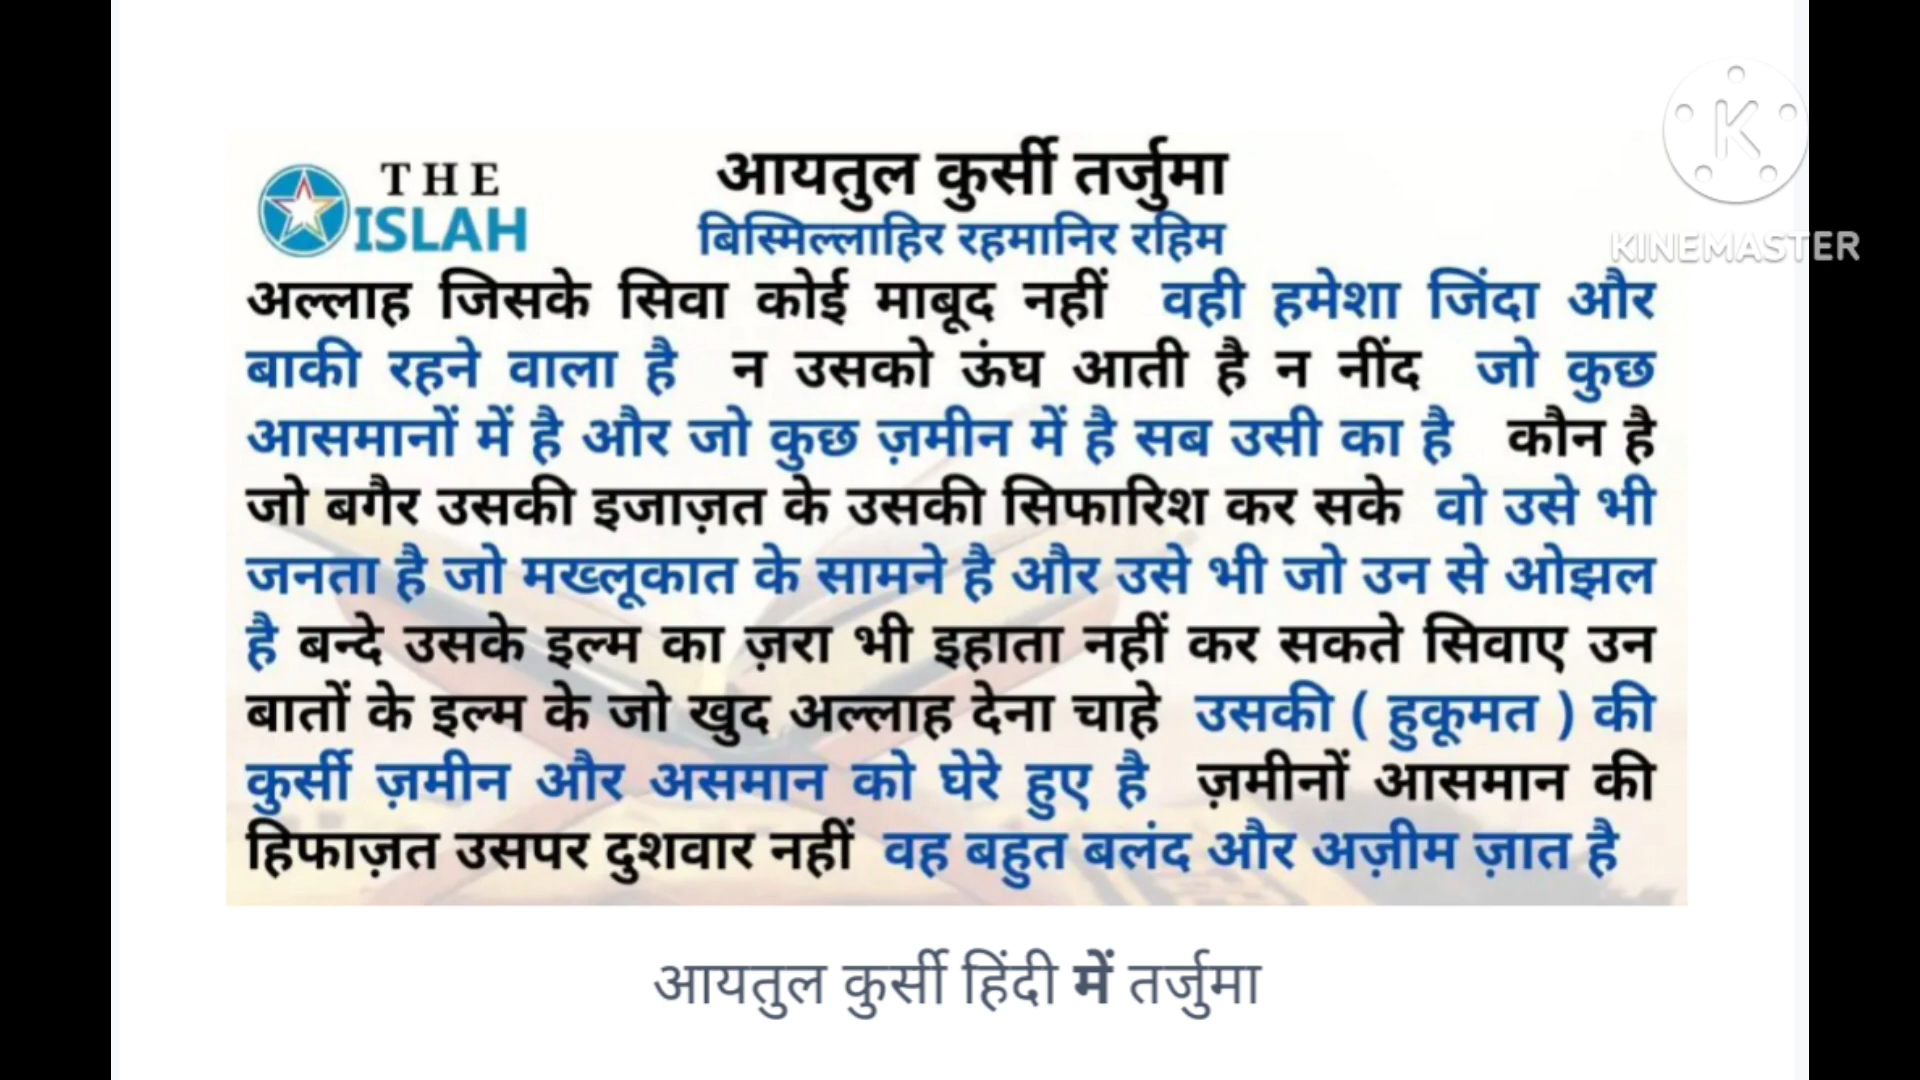 THE
ISLAH
आयतुल कुर्सी तर्जुमा
बिस्मिल्लाहिर रहमानिर रहिम
अल्लाह जिसके सिवा कोई माबूद नहीं वही हमेशा जिंदा और
बाकी रहने वाला है न उसको ऊंघ आती है न नींद जो कुछ
आसमानों में है और जो कुछ ज़मीन में है सब उसी का है कौन है
जो बगैर उसकी इजाज़त के उसकी सिफारिश कर सके वो उसे भी
जनता है जो मख्लूकात के सामने है और उसे भी जो उन से ओझल
है बन्दे उसके इल्म का ज़रा भी इहाता नहीं कर सकते सिवाए उन
बातों के इल्म के जो खुद अल्लाह देना चाहे उसकी ( हुकूमत ) की
कुर्सी ज़मीन और असमान को घेरे हुए है ज़मीनों आसमान की
हिफाज़त उसपर दुशवार नहीं वह बहुत बलंद और अज़ीम ज़ात है
आयतुल कुर्सी हिंदी में तर्जुमा
K
KINEMASTER